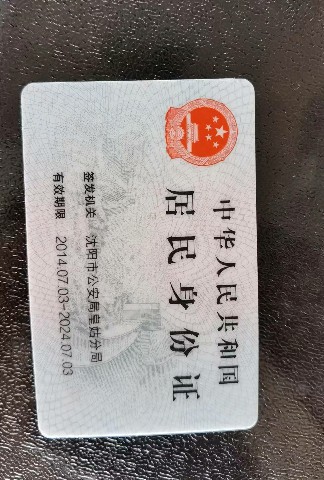 中华人民共和国
居民身份证
签发机关 沈阳市公安局皇姑分局
有效期限 2014.07.03-2024.07.03